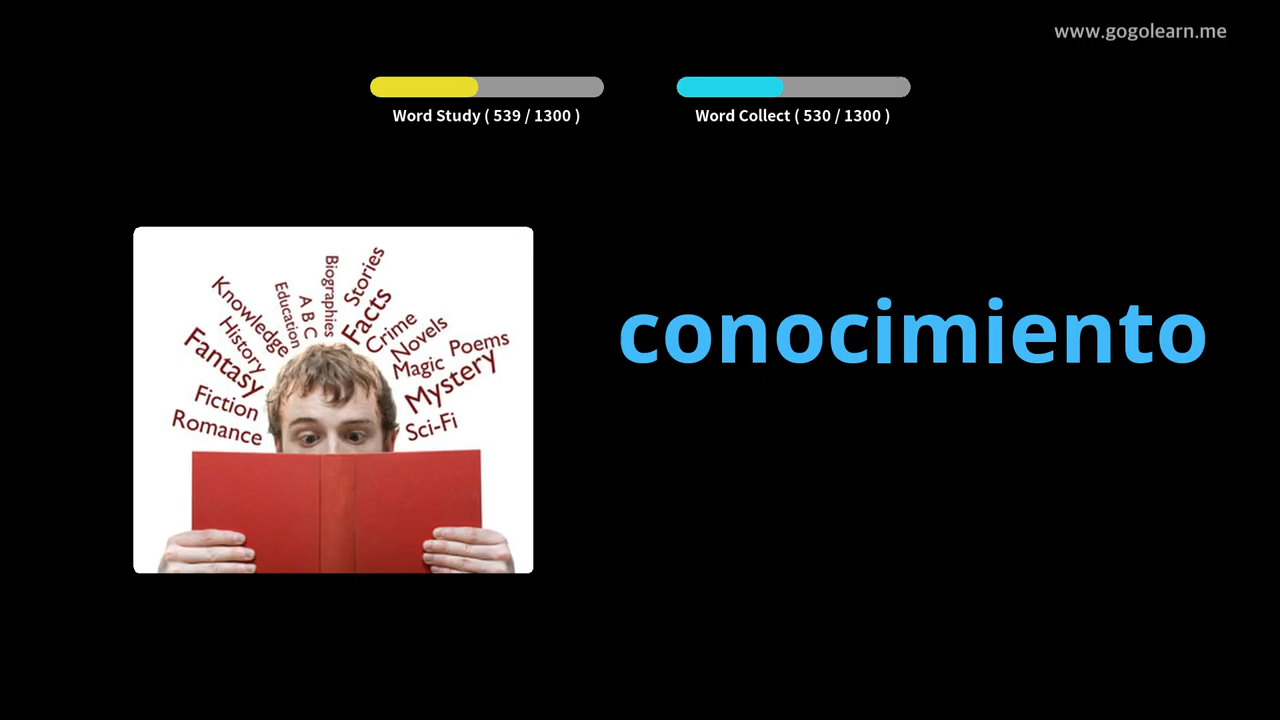 www.gogolearn.me
Word Study ( 539 / 1300 )
Word Collect ( 530 / 1300 )
conocimiento
Biographies
Stories
Education
A B C
Facts
Knowledge
Crime
History
Novels
Fantasy
Magic
Poems
Fiction
Mystery
Romance
Sci-Fi